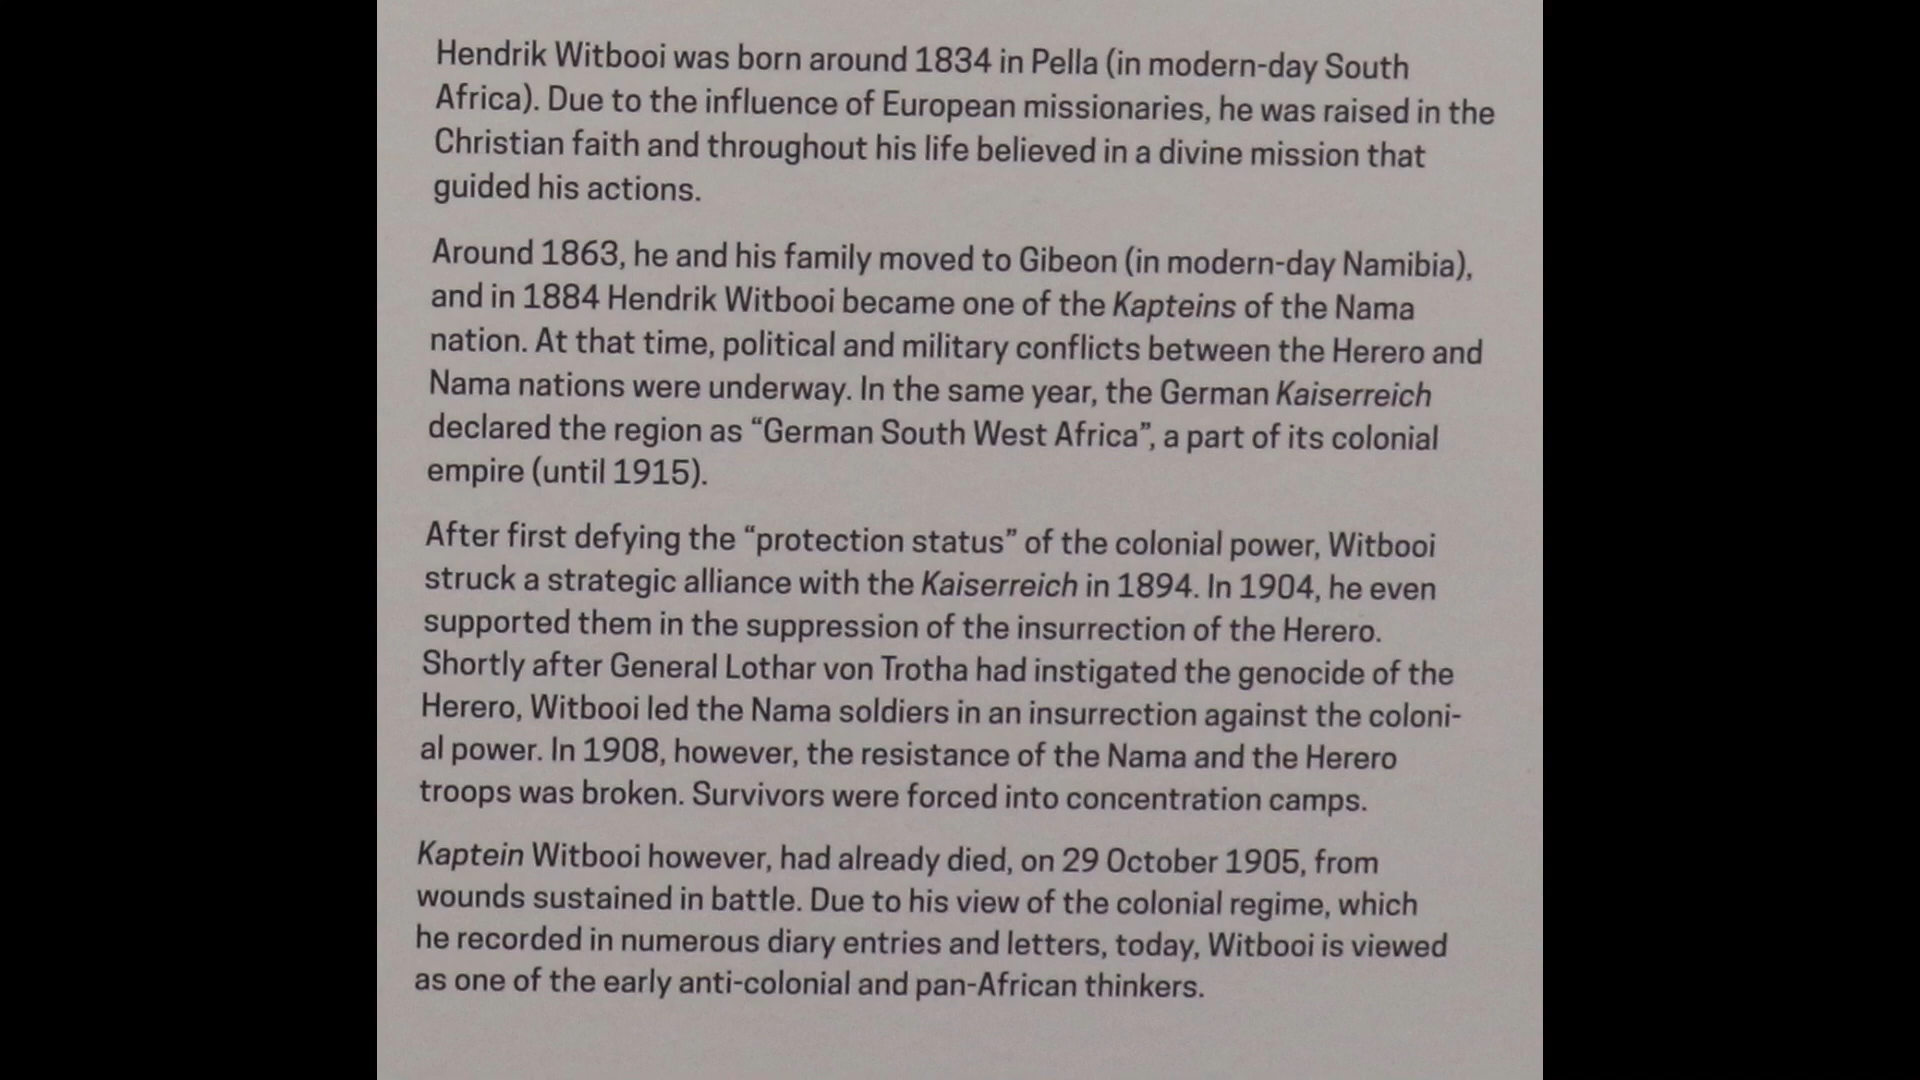 Hendrik Witbooi was born around 1834 in Pella (in modern-day South
Africa). Due to the influence of European missionaries, he was raised in the
Christian faith and throughout his life believed in a divine mission that
guided his actions.
Around 1863, he and his family moved to Gibeon (in modern-day Namibia),
and in 1884 Hendrik Witbooi became one of the Kapteins of the Nama
nation. At that time, political and military conflicts between the Herero and
Nama nations were underway. In the same year, the German Kaiserreich
declared the region as “German South West Africa”, a part of its colonial
empire (until 1915).
After first defying the “protection status” of the colonial power, Witbooi
struck a strategic alliance with the Kaiserreich in 1894. In 1904, he even
supported them in the suppression of the insurrection of the Herero.
Shortly after General Lothar von Trotha had instigated the genocide of the
Herero, Witbooi led the Nama soldiers in an insurrection against the coloni-
al power. In 1908, however, the resistance of the Nama and the Herero
troops was broken. Survivors were forced into concentration camps.
Kaptein Witbooi however, had already died, on 29 October 1905, from
wounds sustained in battle. Due to his view of the colonial regime, which
he recorded in numerous diary entries and letters, today, Witbooi is viewed
as one of the early anti-colonial and pan-African thinkers.